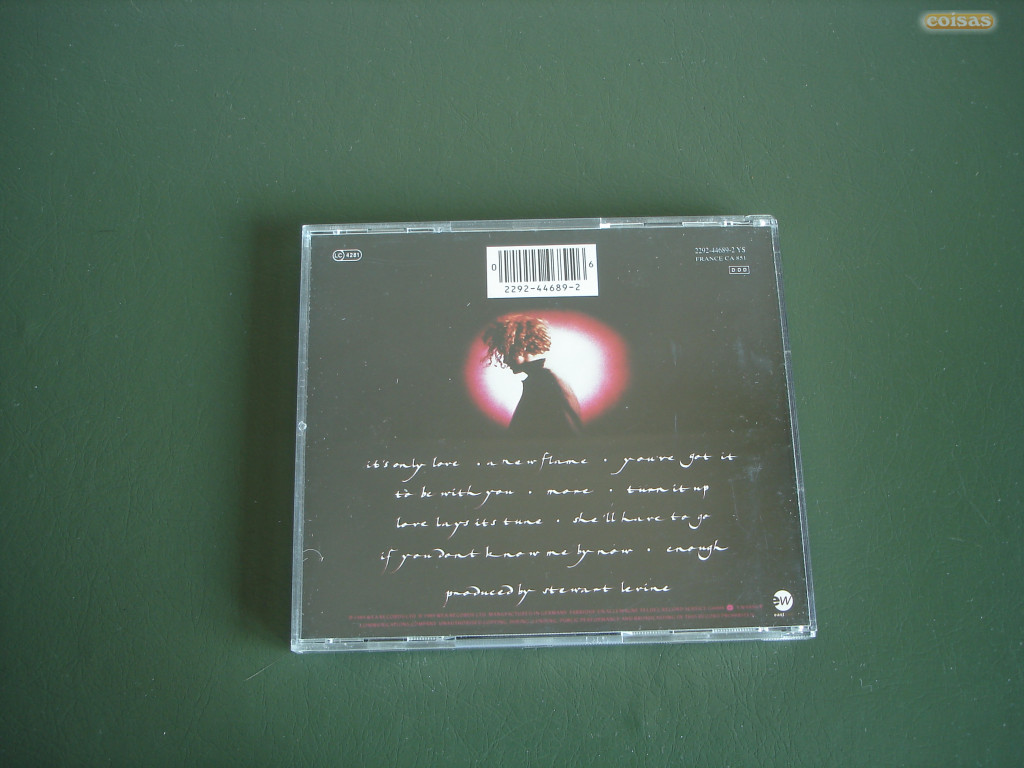 coisas
LC 4281
0 6
2292-44689-2
2292-44689-2 YS
FRANCE CA 851
DDD
it's only love · a new flame · you've got it
to be with you · more · turn it up
love lays its tune · she'll have to go
if you dont know me by now · enough
produced by stewart levine
ew